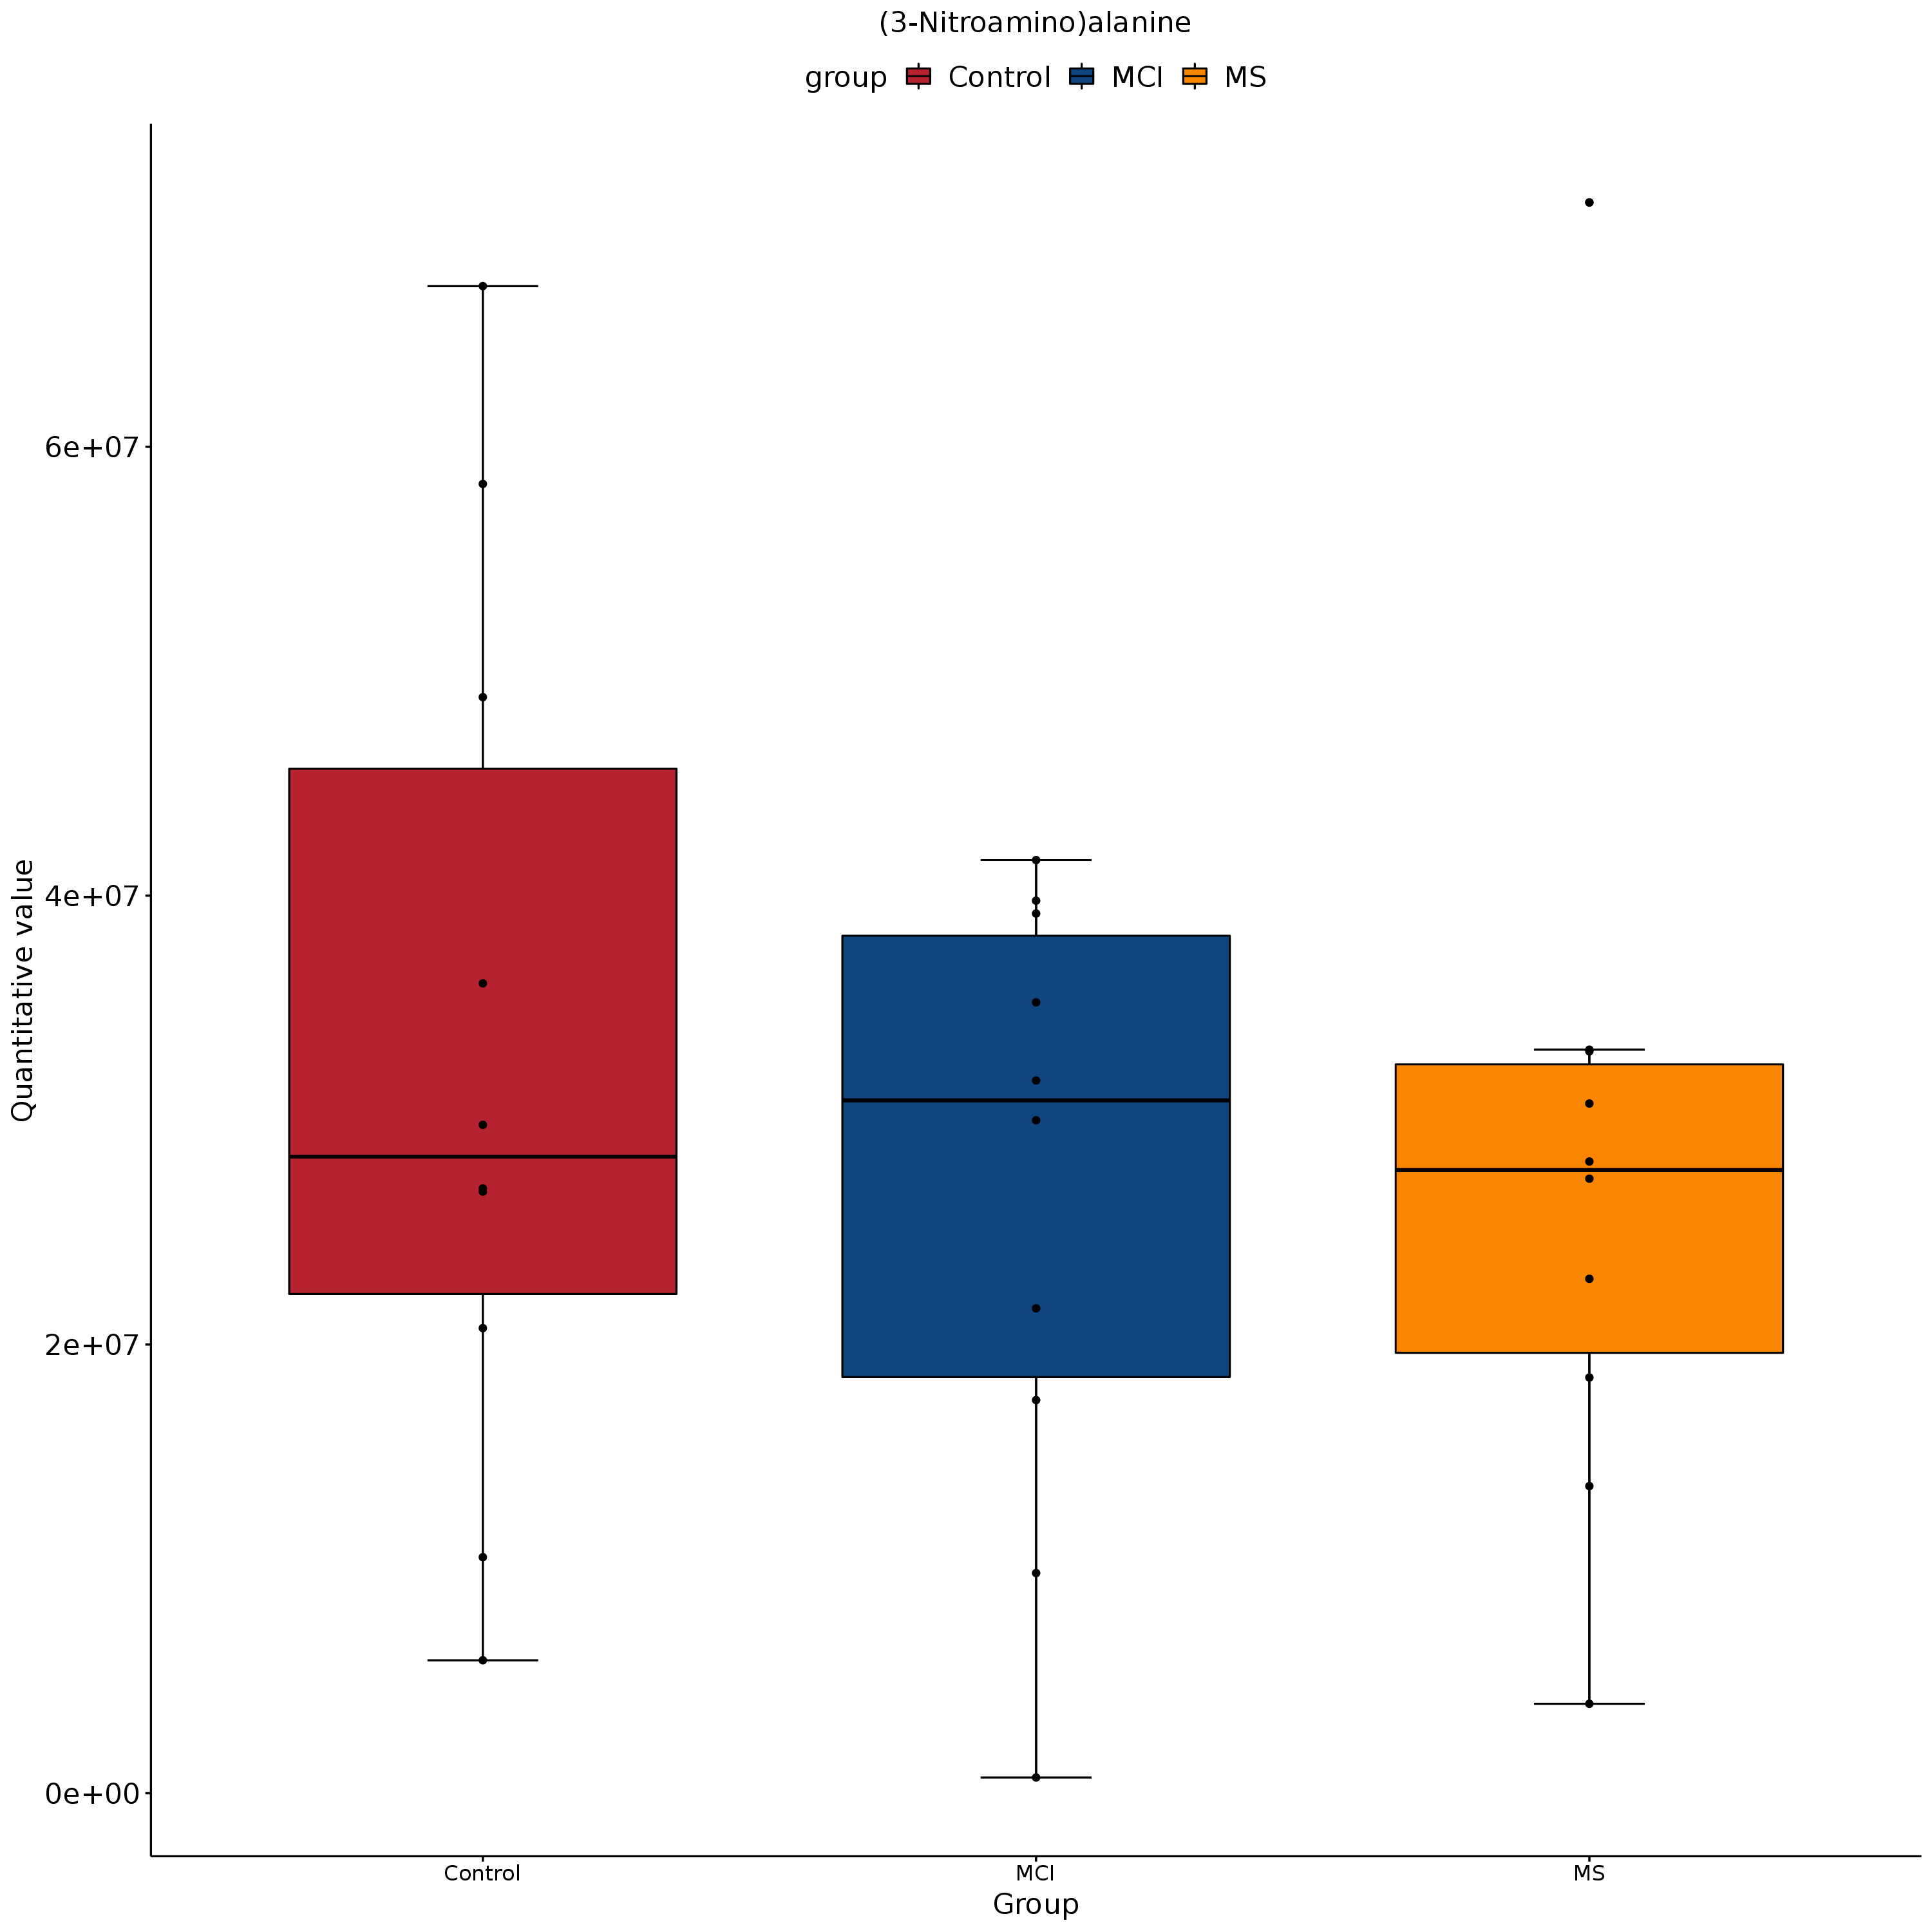 (3-Nitroamino)alanine
group Control MCI MS
6e+07
4e+07
2e+07
0e+00
Quantitative value
Control MCI MS
Group